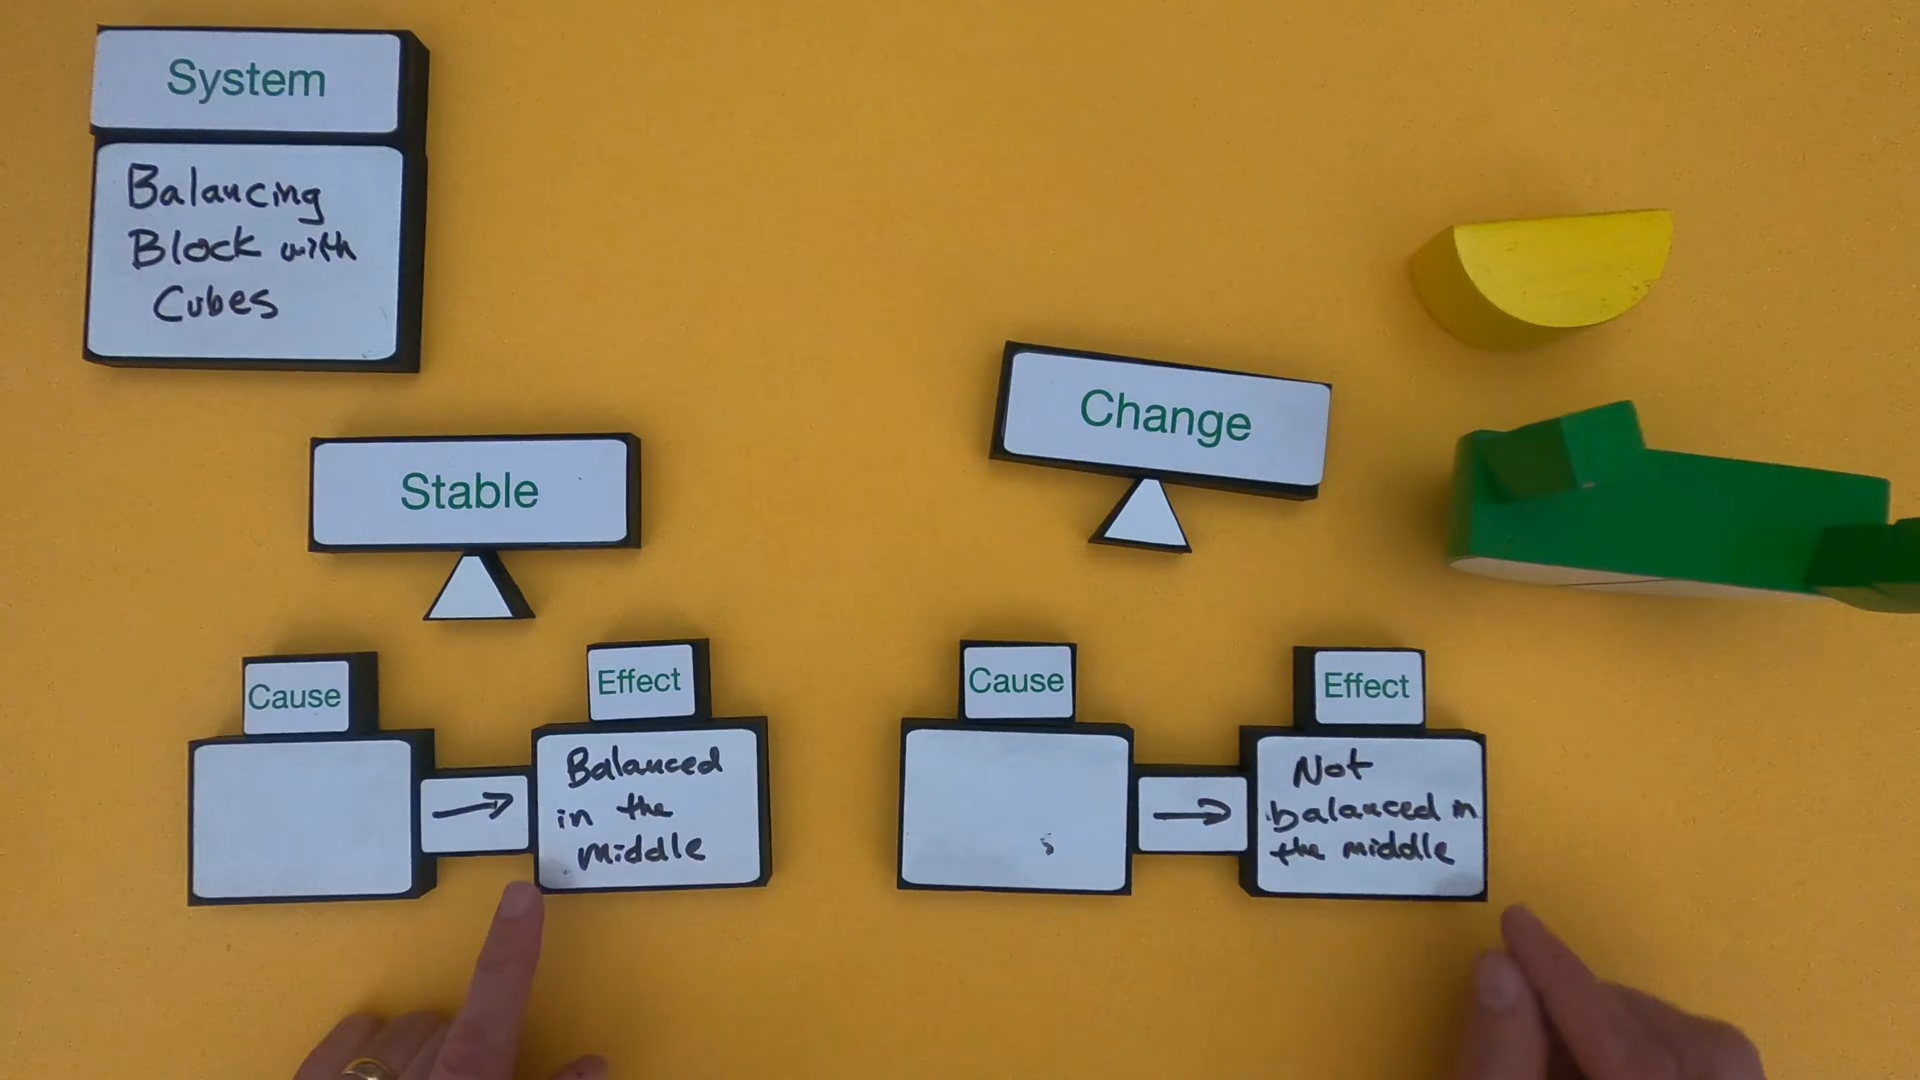 System
Balancing
Block with
Cubes
Stable
Change
Cause
Effect
Balanced
in the
middle
→
Cause
Effect
Not
balanced in
the middle
→
s